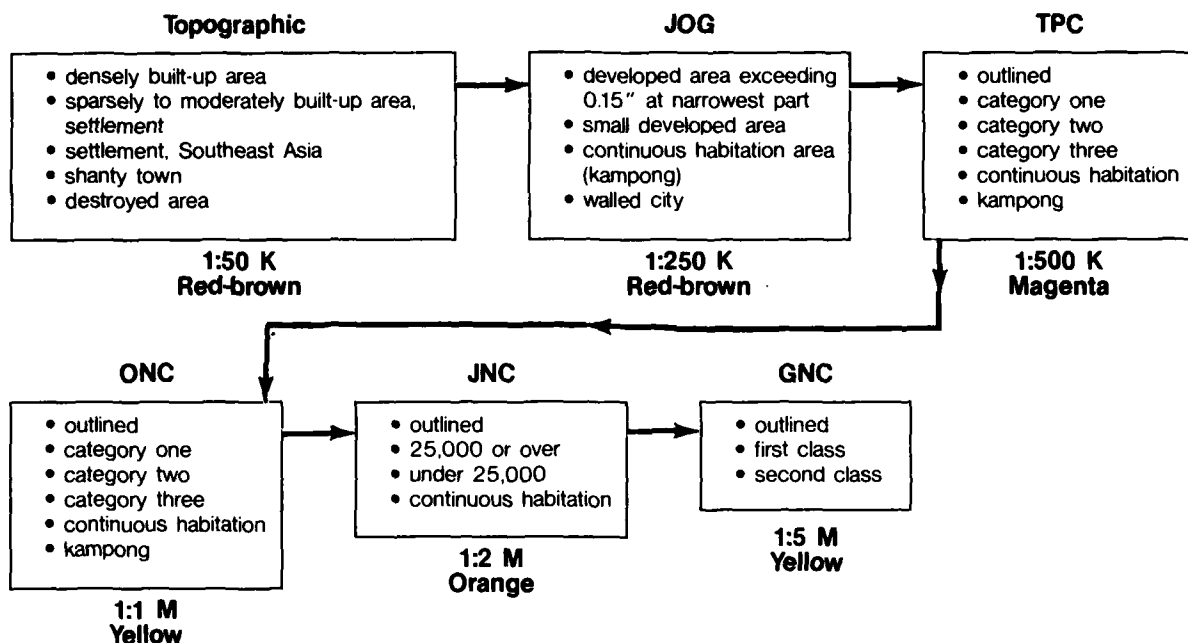 Topographic
• densely built-up area
• sparsely to moderately built-up area,
settlement
• settlement, Southeast Asia
• shanty town
• destroyed area
1:50 K
Red-brown
JOG
• developed area exceeding
0.15" at narrowest part
• small developed area
• continuous habitation area
(kampong)
• walled city
1:250 K
Red-brown
TPC
• outlined
• category one
• category two
• category three
• continuous habitation
• kampong
1:500 K
Magenta
ONC
• outlined
• category one
• category two
• category three
• continuous habitation
• kampong
1:1 M
Yellow
JNC
• outlined
• 25,000 or over
• under 25,000
• continuous habitation
1:2 M
Orange
GNC
• outlined
• first class
• second class
1:5 M
Yellow